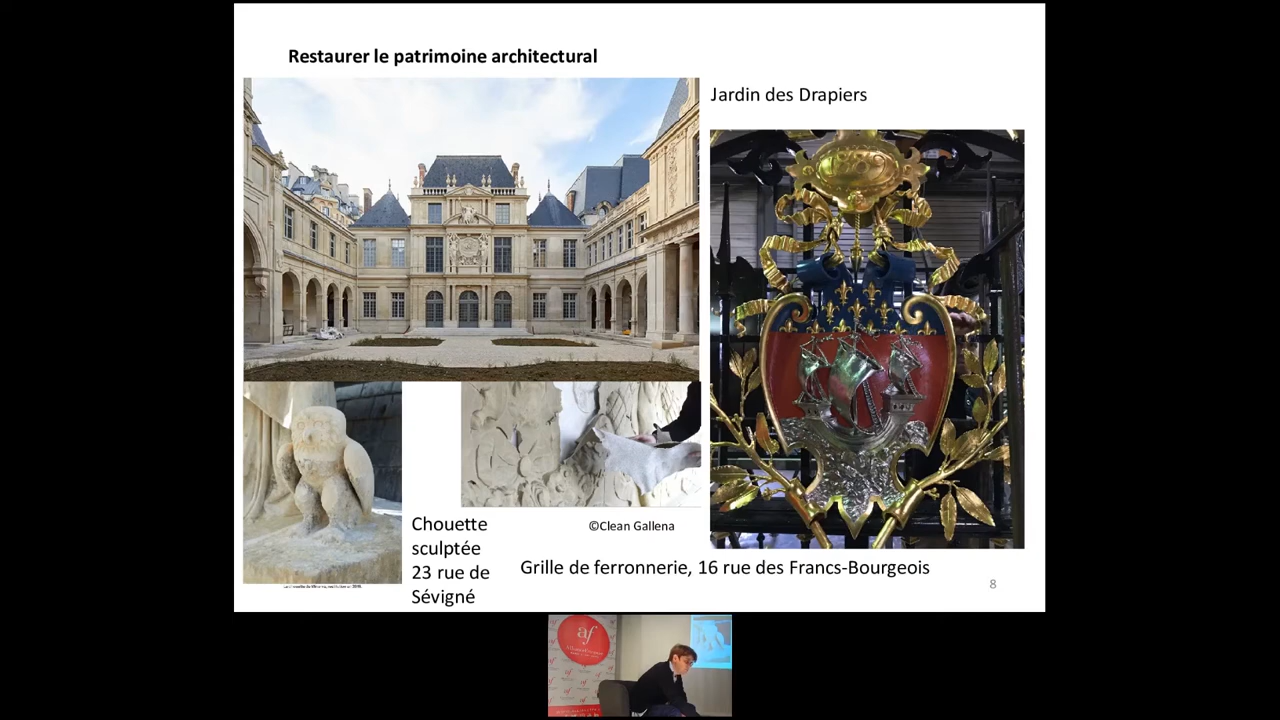 Restaurer le patrimoine architectural
Jardin des Drapiers
©Clean Gallena
Chouette
sculptée
23 rue de
Sévigné
Grille de ferronnerie, 16 rue des Francs-Bourgeois
8
af